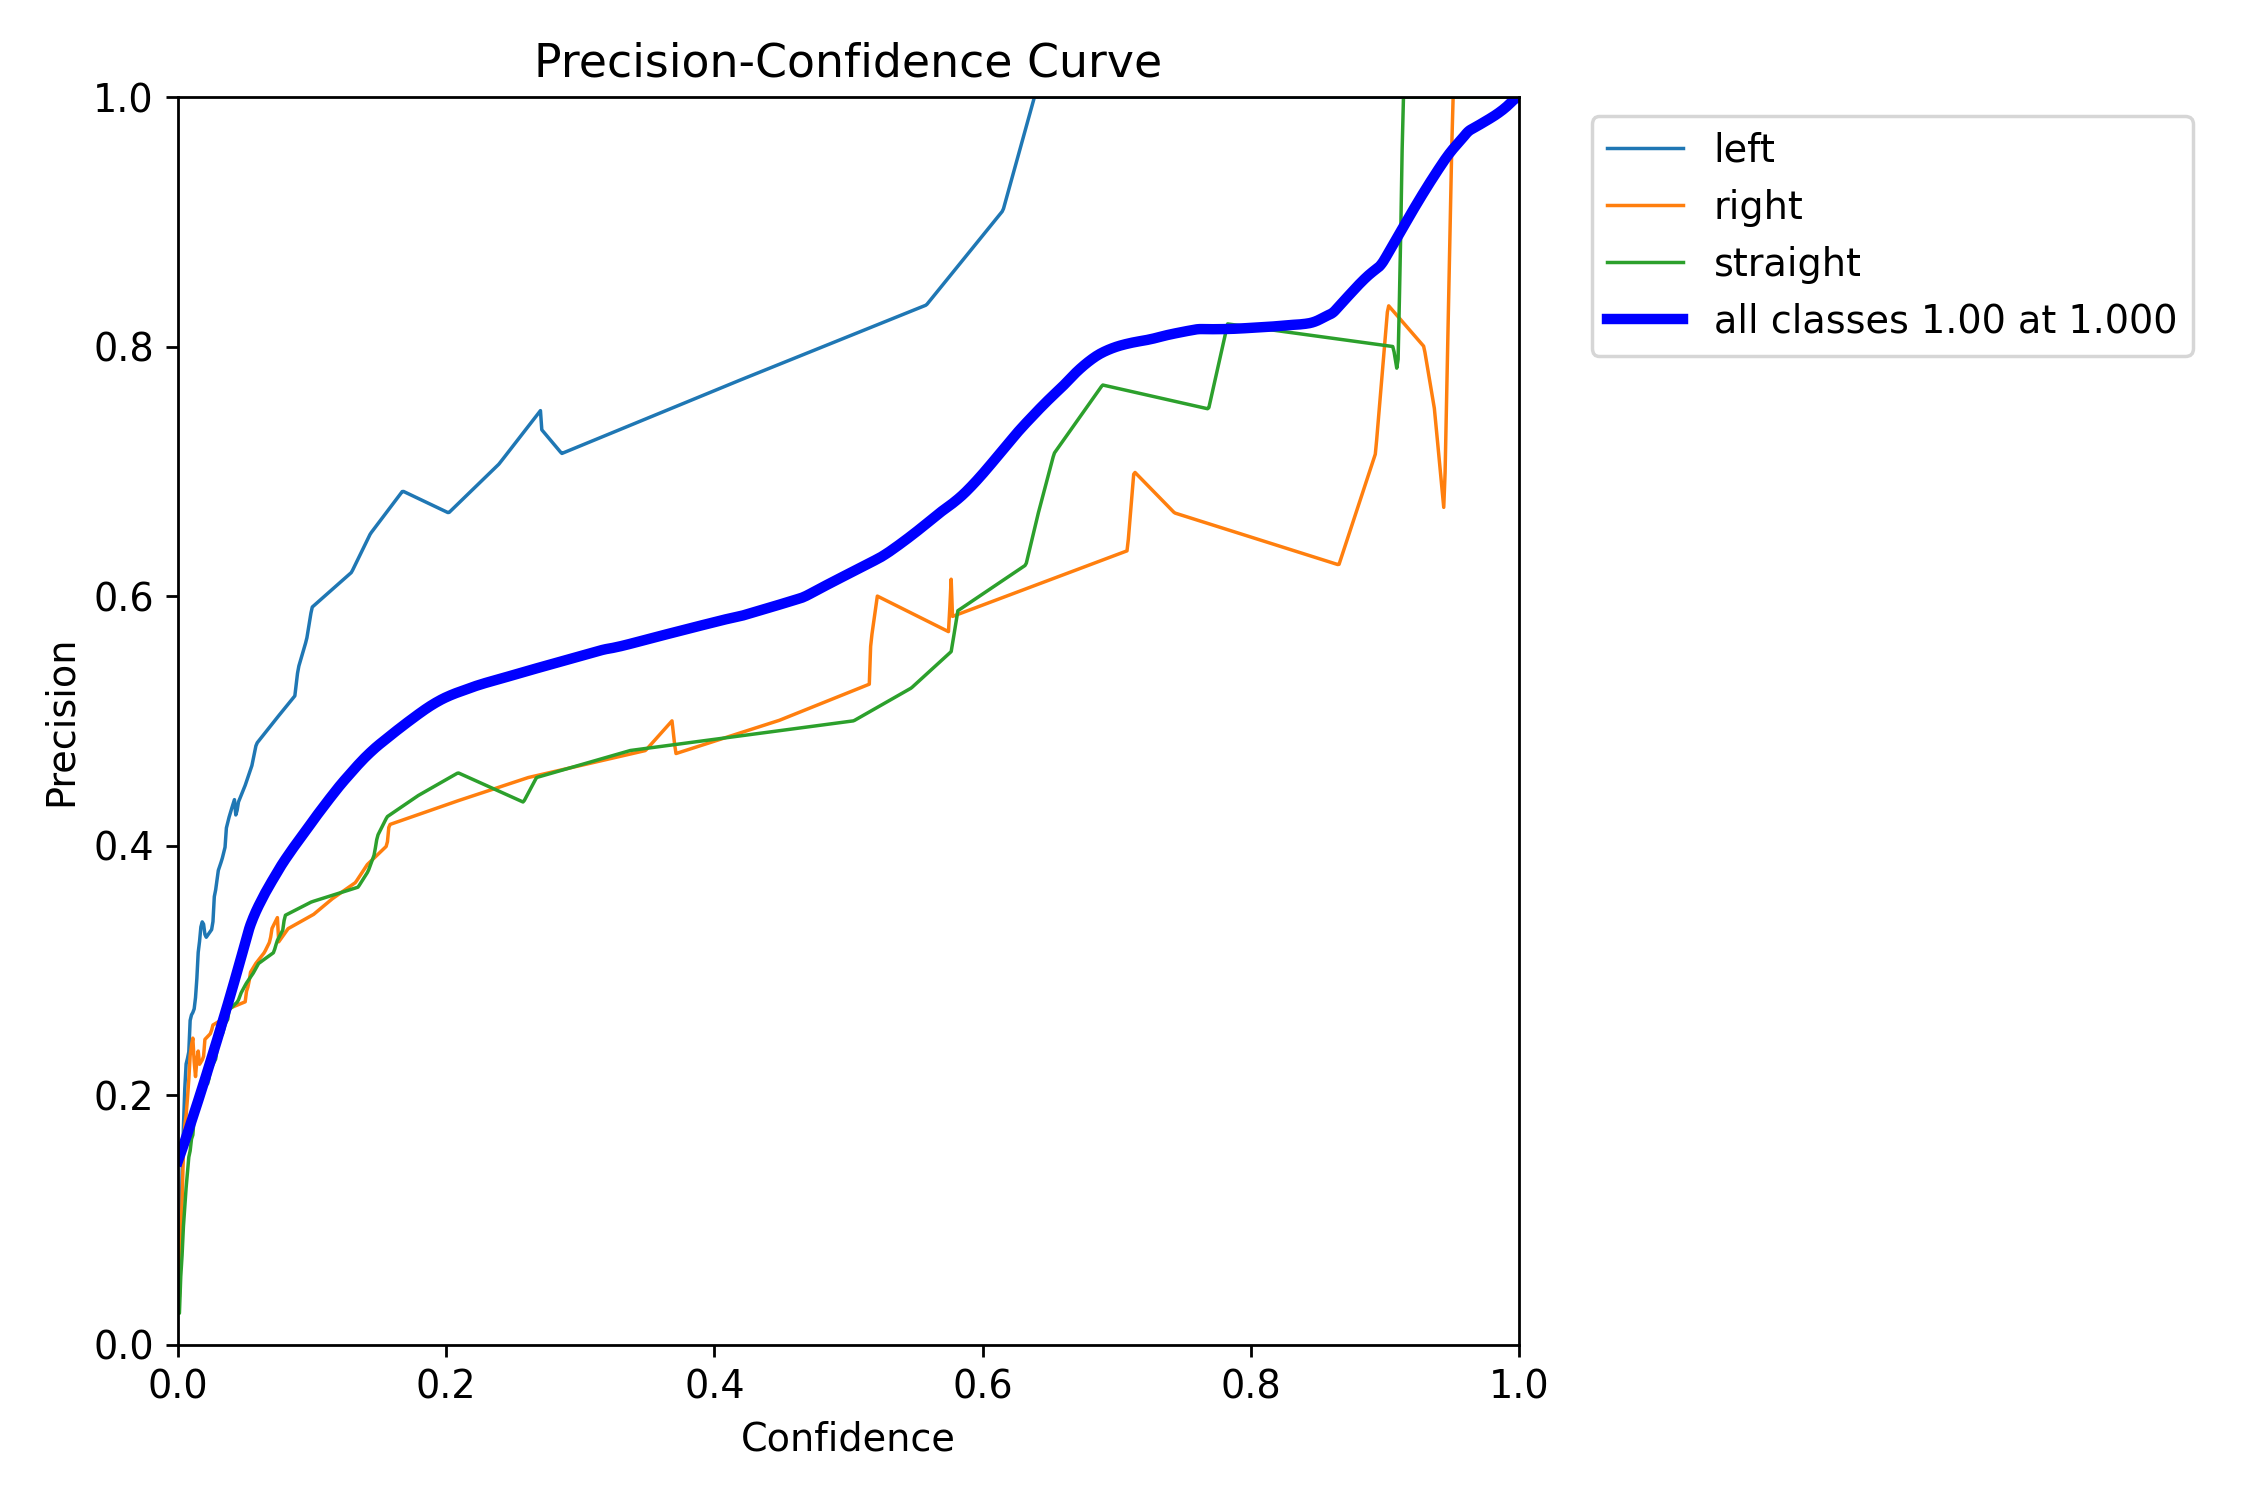 Precision-Confidence Curve
1.0
0.8
0.6
0.4
0.2
0.0
Precision
0.0 0.2 0.4 0.6 0.8 1.0
Confidence
left
right
straight
all classes 1.00 at 1.000